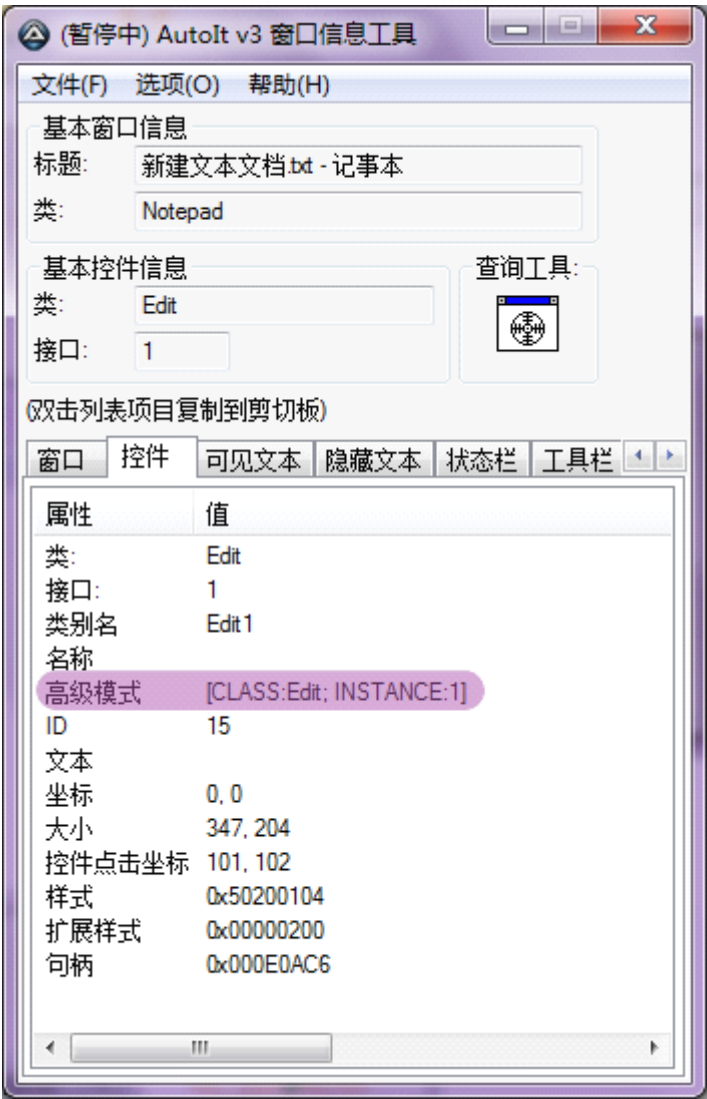 (暂停中) AutoIt v3 窗口信息工具
文件(F) 选项(O) 帮助(H)
基本窗口信息
标题: 新建文本文档.txt - 记事本
类: Notepad
基本控件信息 查询工具:
类: Edit
接口: 1
(双击列表项目复制到剪切板)
窗口 控件 可见文本 隐藏文本 状态栏 工具栏
属性 值
类: Edit
接口: 1
类别名 Edit1
名称
高级模式 [CLASS:Edit; INSTANCE:1]
ID 15
文本
坐标 0, 0
大小 347, 204
控件点击坐标 101, 102
样式 0x50200104
扩展样式 0x00000200
句柄 0x000E0AC6